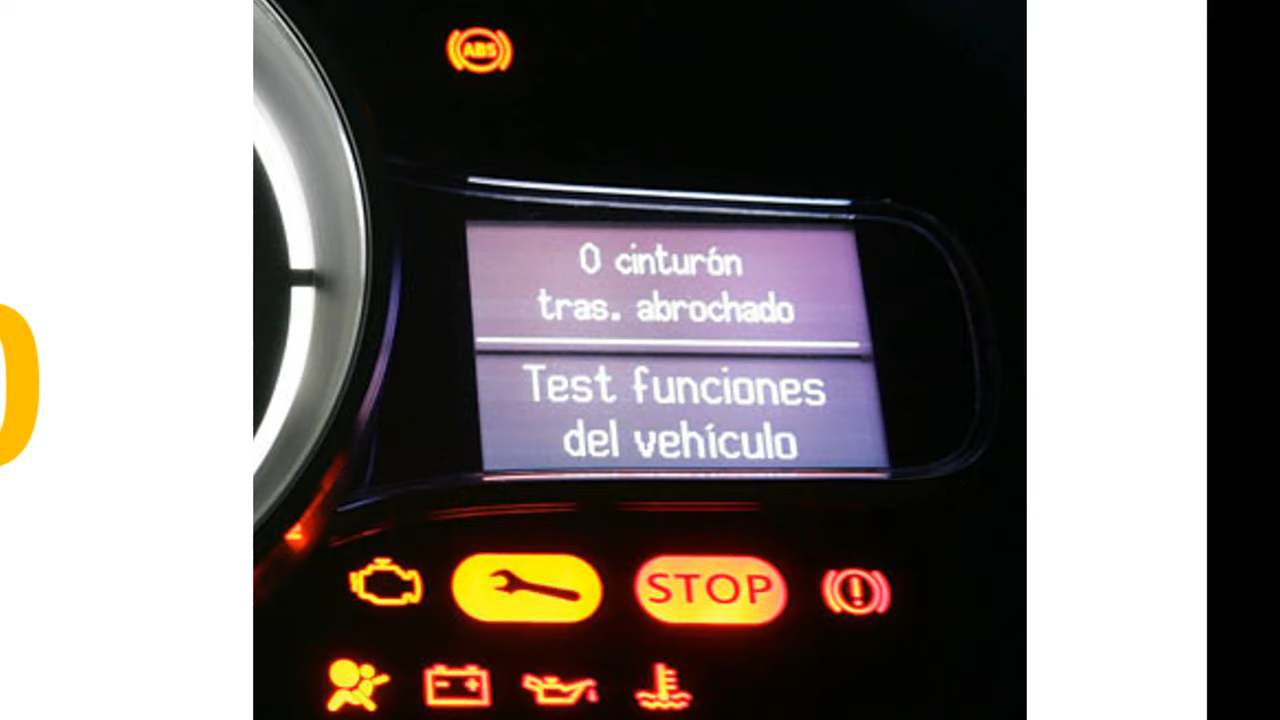 ABS
0 cinturón
tras. abrochado
Test funciones
del vehículo
STOP